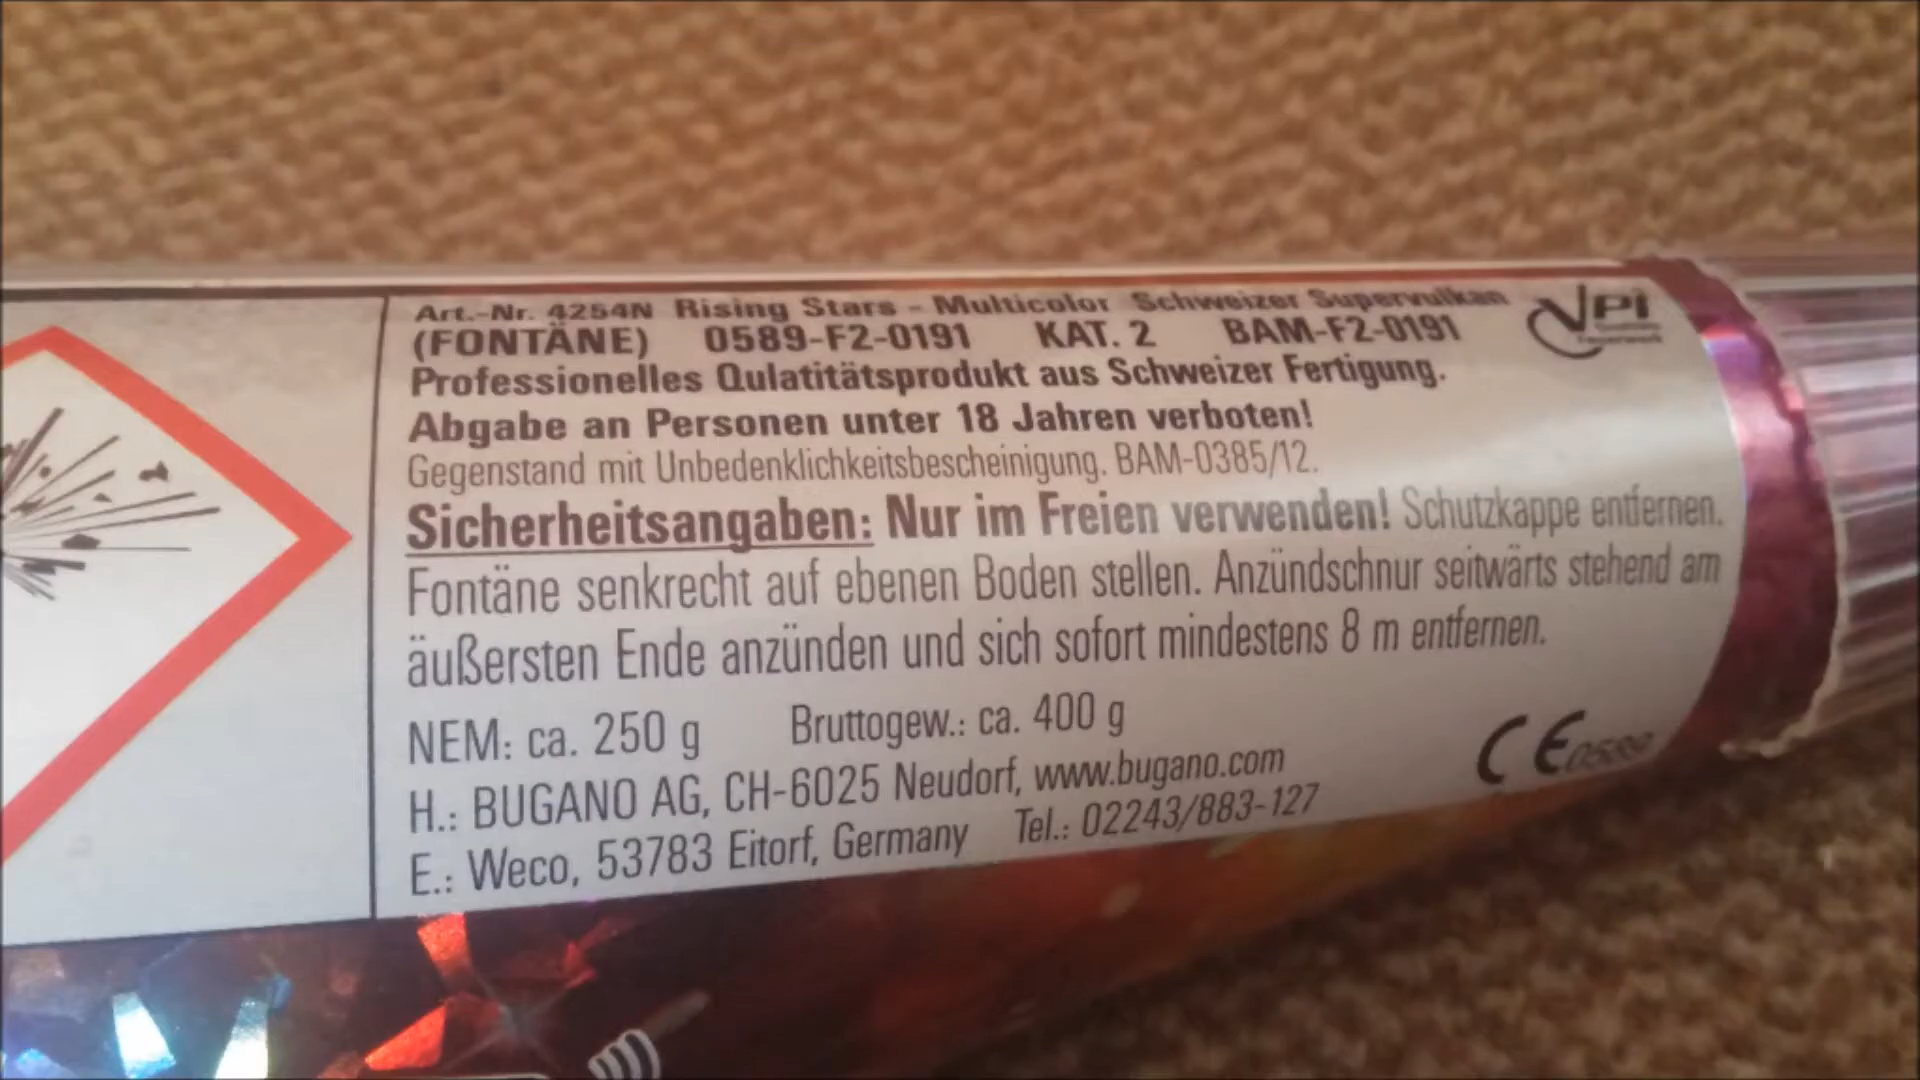 Art.-Nr. 4254N Rising Stars - Multicolor Schweizer Supervulkan
(FONTÄNE) 0589-F2-0191 KAT. 2 BAM-F2-0191
VPI
Professionelles Qulatitätsprodukt aus Schweizer Fertigung.
Abgabe an Personen unter 18 Jahren verboten!
Gegenstand mit Unbedenklichkeitsbescheinigung. BAM-0385/12.
Sicherheitsangaben: Nur im Freien verwenden! Schutzkappe entfernen.
Fontäne senkrecht auf ebenen Boden stellen. Anzündschnur seitwärts stehend am
äußersten Ende anzünden und sich sofort mindestens 8 m entfernen.
NEM: ca. 250 g Bruttogew.: ca. 400 g
H.: BUGANO AG, CH-6025 Neudorf, www.bugano.com
E.: Weco, 53783 Eitorf, Germany Tel.: 02243/883-127
CE 0589